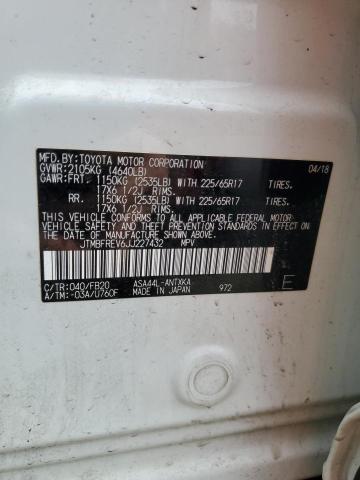 MFD.BY:TOYOTA MOTOR CORPORATION 04/18
GVWR:2105KG (4640LB)
GAWR:FRT. 1150KG (2535LB) WITH 225/65R17 TIRES.
17X6 1/2J RIMS.
RR. 1150KG (2535LB) WITH 225/65R17 TIRES.
17X6 1/2J RIMS.
THIS VEHICLE CONFORMS TO ALL APPLICABLE FEDERAL MOTOR
VEHICLE SAFETY, BUMPER, AND THEFT PREVENTION STANDARDS
IN EFFECT ON THE DATE OF MANUFACTURE SHOWN ABOVE.
JTMBFREV6JJ227432 MPV
C/TR:040/FB20 ASA44L-ANTXKA E
A/TM:-03A/U760F MADE IN JAPAN 972